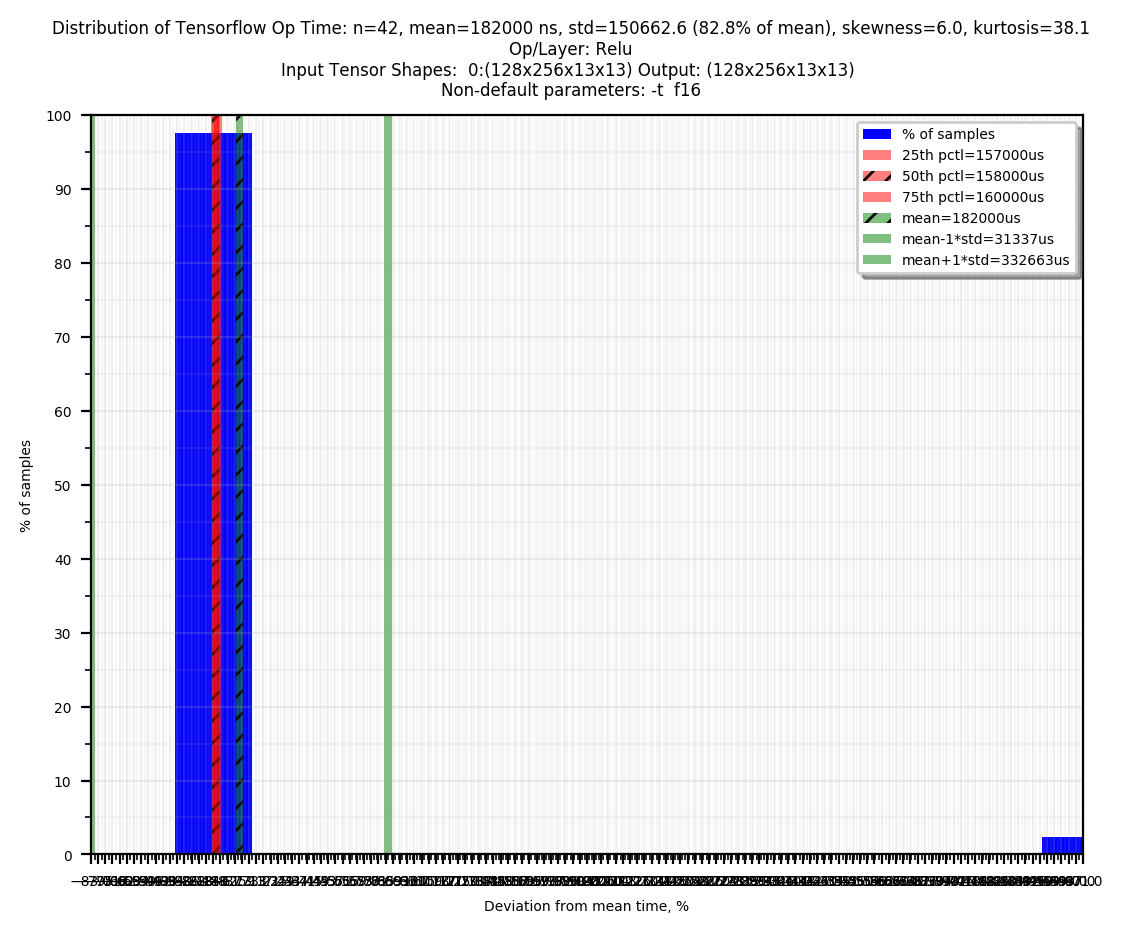 Distribution of Tensorflow Op Time: n=42, mean=182000 ns, std=150662.6 (82.8% of mean), skewness=6.0, kurtosis=38.1
Op/Layer: Relu
Input Tensor Shapes:  0:(128x256x13x13) Output: (128x256x13x13)
Non-default parameters: -t  f16
100
90
80
70
60
50
40
30
20
10
0
% of samples
% of samples
25th pctl=157000us
50th pctl=158000us
75th pctl=160000us
mean=182000us
mean-1*std=31337us
mean+1*std=332663us
Deviation from mean time, %